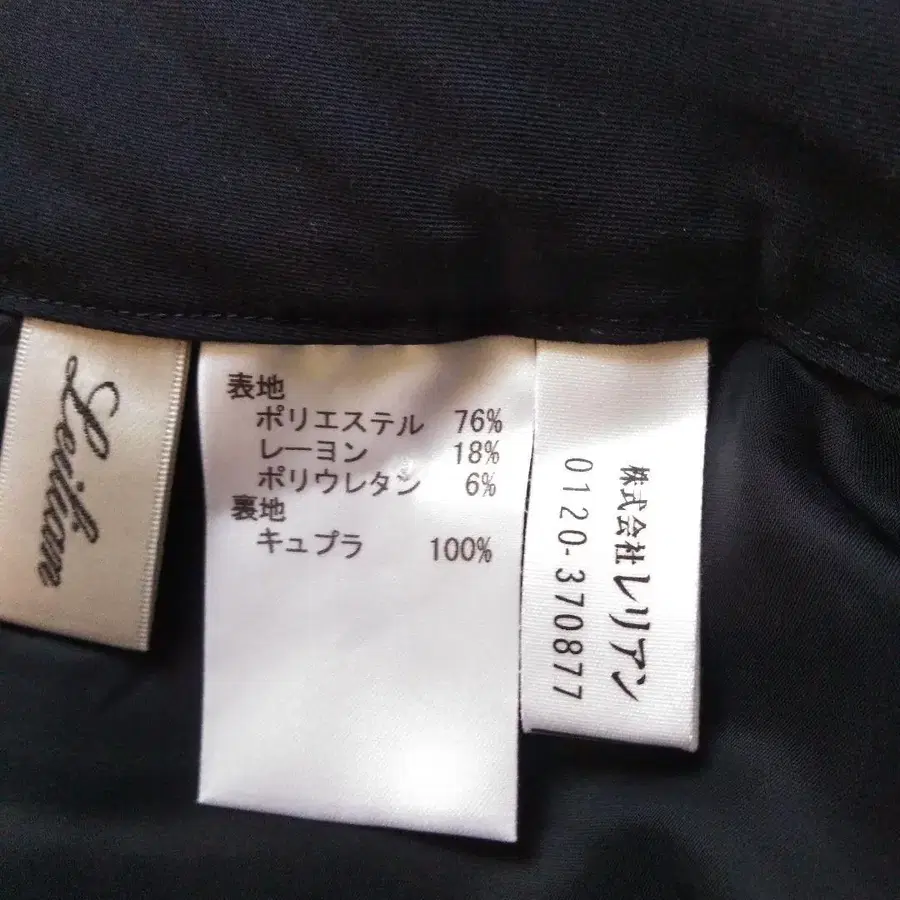 Leilian
表地
ポリエステル 76%
レーヨン 18%
ポリウレタン 6%
裏地
キュプラ 100%
株式会社レリアン
0120-370877